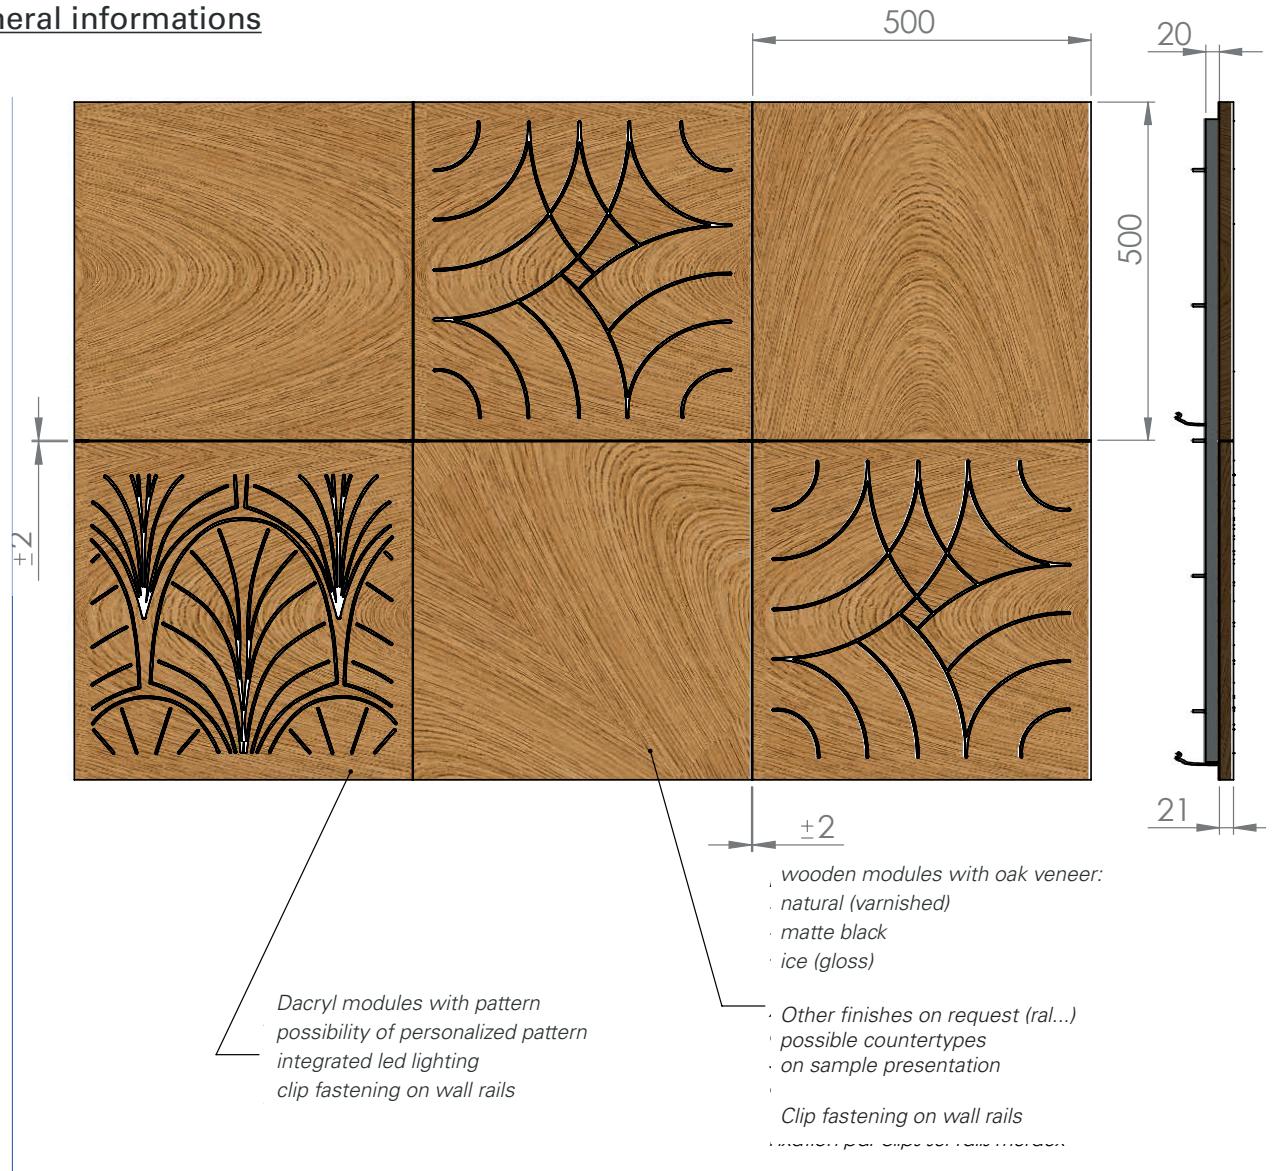 neral informations
500
20
500
±2
21
±2
wooden modules with oak veneer:
natural (varnished)
matte black
ice (gloss)
Other finishes on request (ral...)
possible countertypes
on sample presentation
Clip fastening on wall rails
Dacryl modules with pattern
possibility of personalized pattern
integrated led lighting
clip fastening on wall rails